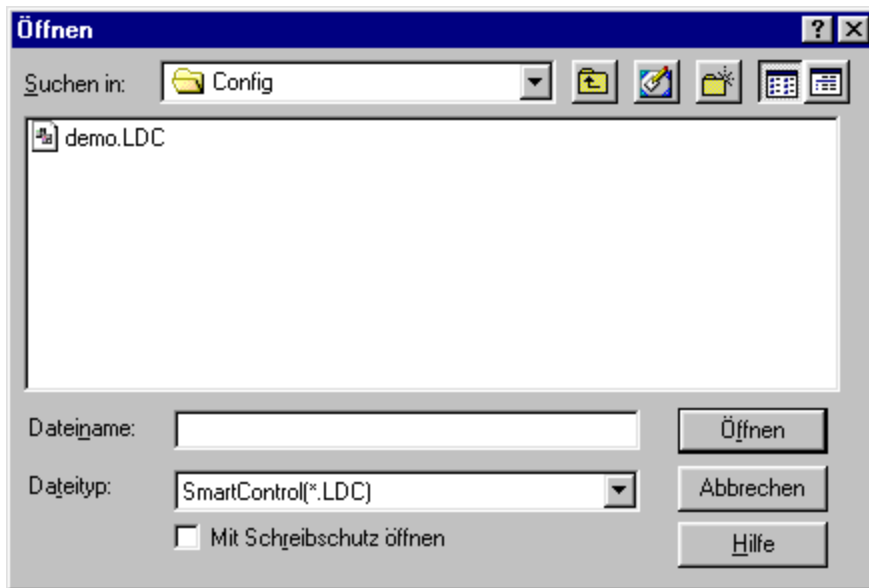 Öffnen
Suchen in: Config
demo.LDC
Dateiname: Öffnen
Dateityp: SmartControl(*.LDC) Abbrechen
Mit Schreibschutz öffnen Hilfe